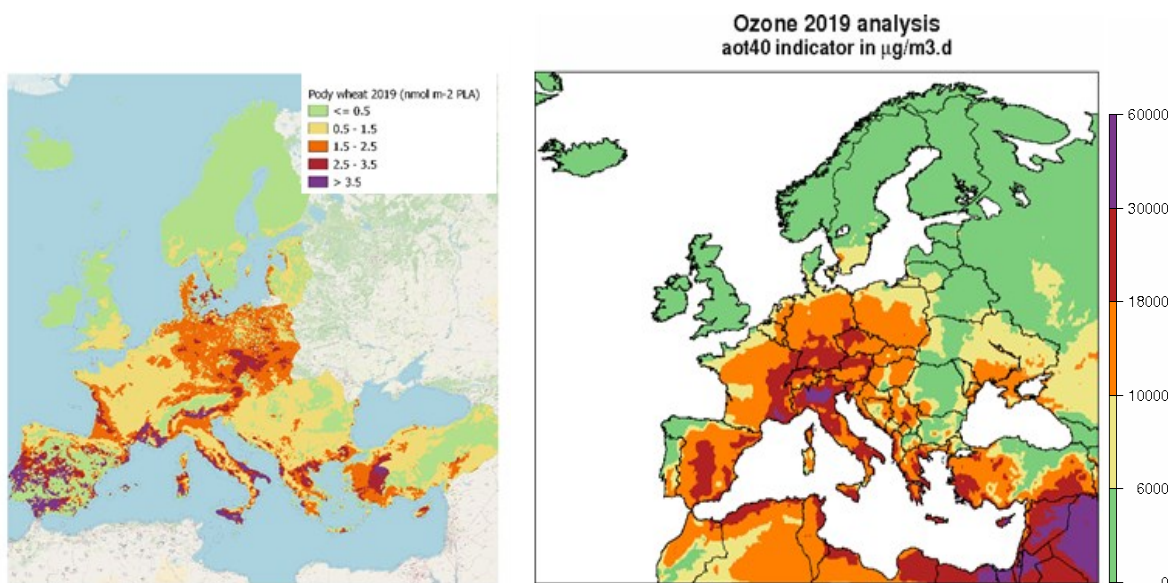 Ozone 2019 analysis
aot40 indicator in µg/m3.d
Pody wheat 2019 (nmol m-2 PLA)
<= 0.5
0.5 - 1.5
1.5 - 2.5
2.5 - 3.5
> 3.5
60000
30000
18000
10000
6000
0